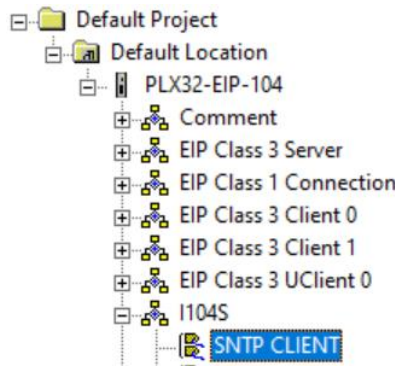 Default Project
Default Location
PLX32-EIP-104
Comment
EIP Class 3 Server
EIP Class 1 Connection
EIP Class 3 Client 0
EIP Class 3 Client 1
EIP Class 3 UClient 0
I104S
SNTP CLIENT